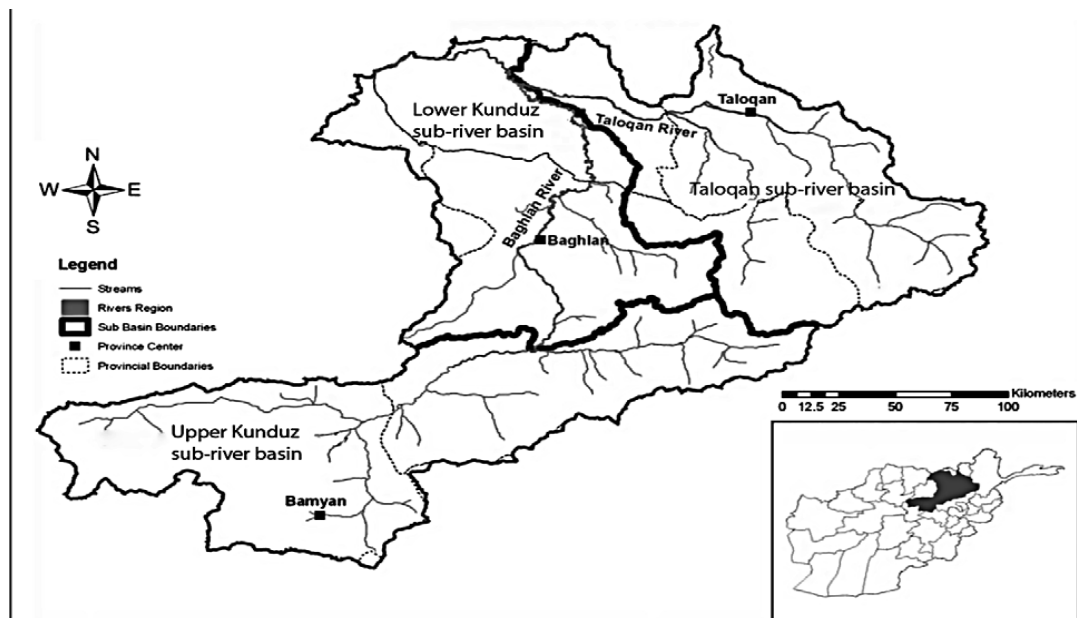 Taloqan
Lower Kunduz
sub-river basin
Taloqan River
Taloqan sub-river basin
N
W E
S
Baghlan River
Baghlan
Legend
Streams
Rivers Region
Sub Basin Boundaries
Province Center
Provincial Boundaries
Kilometers
0 12.5 25 50 75 100
Upper Kunduz
sub-river basin
Bamyan